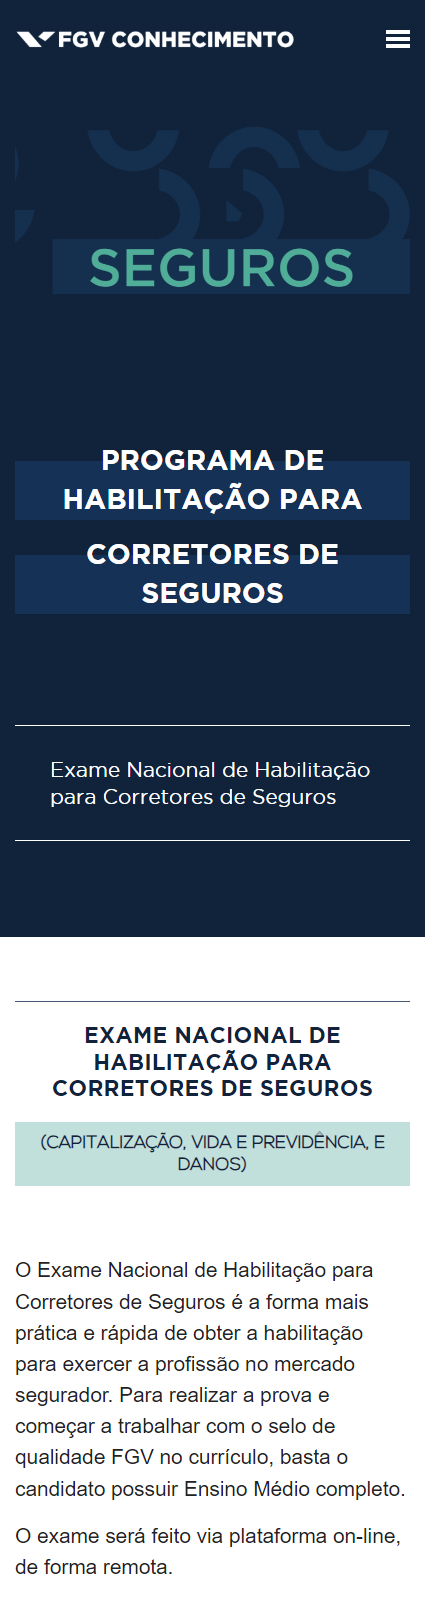 FGV CONHECIMENTO
SEGUROS
PROGRAMA DE
HABILITAÇÃO PARA
CORRETORES DE
SEGUROS
Exame Nacional de Habilitação
para Corretores de Seguros
EXAME NACIONAL DE
HABILITAÇÃO PARA
CORRETORES DE SEGUROS
(CAPITALIZAÇÃO, VIDA E PREVIDÊNCIA, E
DANOS)
O Exame Nacional de Habilitação para
Corretores de Seguros é a forma mais
prática e rápida de obter a habilitação
para exercer a profissão no mercado
segurador. Para realizar a prova e
começar a trabalhar com o selo de
qualidade FGV no currículo, basta o
candidato possuir Ensino Médio completo.
O exame será feito via plataforma on-line,
de forma remota.